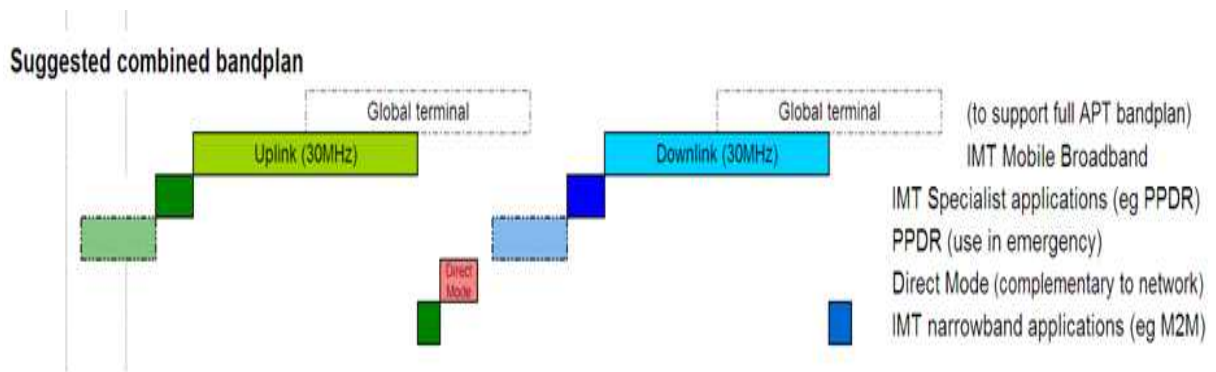 Suggested combined bandplan
Global terminal
Global terminal
(to support full APT bandplan)
Uplink (30MHz)
Downlink (30MHz)
IMT Mobile Broadband
IMT Specialist applications (eg PPDR)
PPDR (use in emergency)
Direct
Mode
Direct Mode (complementary to network)
IMT narrowband applications (eg M2M)